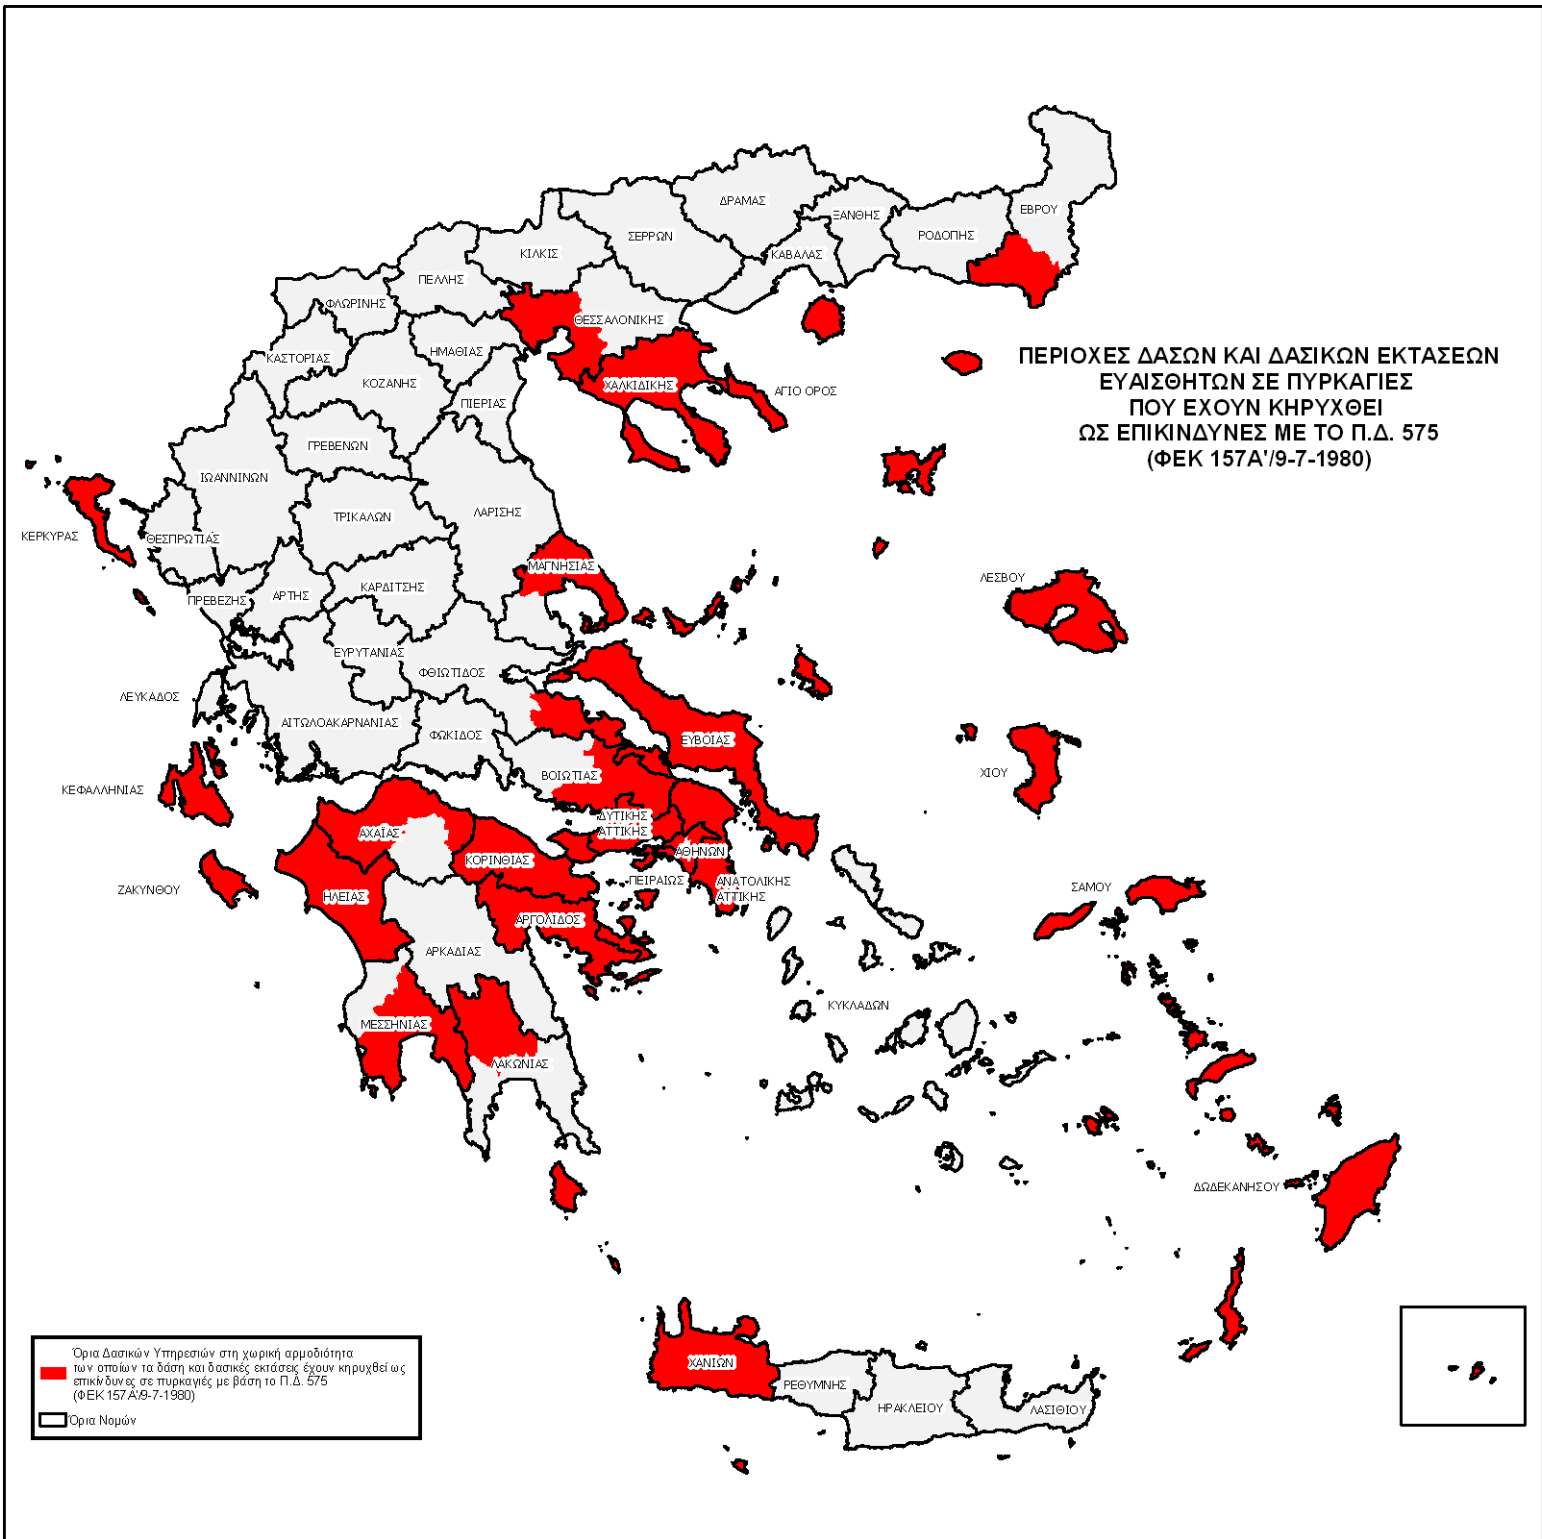 ΔΡΑΜΑΣ
ΞΑΝΘΗΣ
ΕΒΡΟΥ
ΣΕΡΡΩΝ
ΡΟΔΟΠΗΣ
ΚΙΛΚΙΣ
ΚΑΒΑΛΑΣ
ΠΕΛΛΗΣ
ΦΛΩΡΙΝΗΣ
ΘΕΣΣΑΛΟΝΙΚΗΣ
ΗΜΑΘΙΑΣ
ΚΑΣΤΟΡΙΑΣ
ΚΟΖΑΝΗΣ
ΧΑΛΚΙΔΙΚΗΣ
ΑΓΙΟ ΟΡΟΣ
ΠΙΕΡΙΑΣ
ΠΕΡΙΟΧΕΣ ΔΑΣΩΝ ΚΑΙ ΔΑΣΙΚΩΝ ΕΚΤΑΣΕΩΝ
ΕΥΑΙΣΘΗΤΩΝ ΣΕ ΠΥΡΚΑΓΙΕΣ
ΠΟΥ ΕΧΟΥΝ ΚΗΡΥΧΘΕΙ
ΩΣ ΕΠΙΚΙΝΔΥΝΕΣ ΜΕ ΤΟ Π.Δ. 575
(ΦΕΚ 157Α'/9-7-1980)
ΓΡΕΒΕΝΩΝ
ΙΩΑΝΝΙΝΩΝ
ΤΡΙΚΑΛΩΝ
ΛΑΡΙΣΗΣ
ΚΕΡΚΥΡΑΣ
ΘΕΣΠΡΩΤΙΑΣ
ΜΑΓΝΗΣΙΑΣ
ΛΕΣΒΟΥ
ΠΡΕΒΕΖΗΣ
ΑΡΤΗΣ
ΚΑΡΔΙΤΣΗΣ
ΕΥΡΥΤΑΝΙΑΣ
ΦΘΙΩΤΙΔΟΣ
ΛΕΥΚΑΔΟΣ
ΑΙΤΩΛΟΑΚΑΡΝΑΝΙΑΣ
ΦΩΚΙΔΟΣ
ΕΥΒΟΙΑΣ
ΒΟΙΩΤΙΑΣ
ΧΙΟΥ
ΚΕΦΑΛΛΗΝΙΑΣ
ΔΥΤΙΚΗΣ
ΑΤΤΙΚΗΣ
ΑΧΑΪΑΣ
ΑΘΗΝΩΝ
ΚΟΡΙΝΘΙΑΣ
ΠΕΙΡΑΙΩΣ
ΑΝΑΤΟΛΙΚΗΣ
ΑΤΤΙΚΗΣ
ΖΑΚΥΝΘΟΥ
ΗΛΕΙΑΣ
ΣΑΜΟΥ
ΑΡΓΟΛΙΔΟΣ
ΑΡΚΑΔΙΑΣ
ΚΥΚΛΑΔΩΝ
ΜΕΣΣΗΝΙΑΣ
ΛΑΚΩΝΙΑΣ
ΔΩΔΕΚΑΝΗΣΟΥ
ΧΑΝΙΩΝ
ΡΕΘΥΜΝΗΣ
ΗΡΑΚΛΕΙΟΥ
ΛΑΣΙΘΙΟΥ
Όρια Δασικών Υπηρεσιών στη χωρική αρμοδιότητα
των οποίων τα δάση και δασικές εκτάσεις έχουν κηρυχθεί ως
επικίνδυνες σε πυρκαγιές με βάση το Π.Δ. 575
(ΦΕΚ 157Α'/9-7-1980)
Όρια Νομών